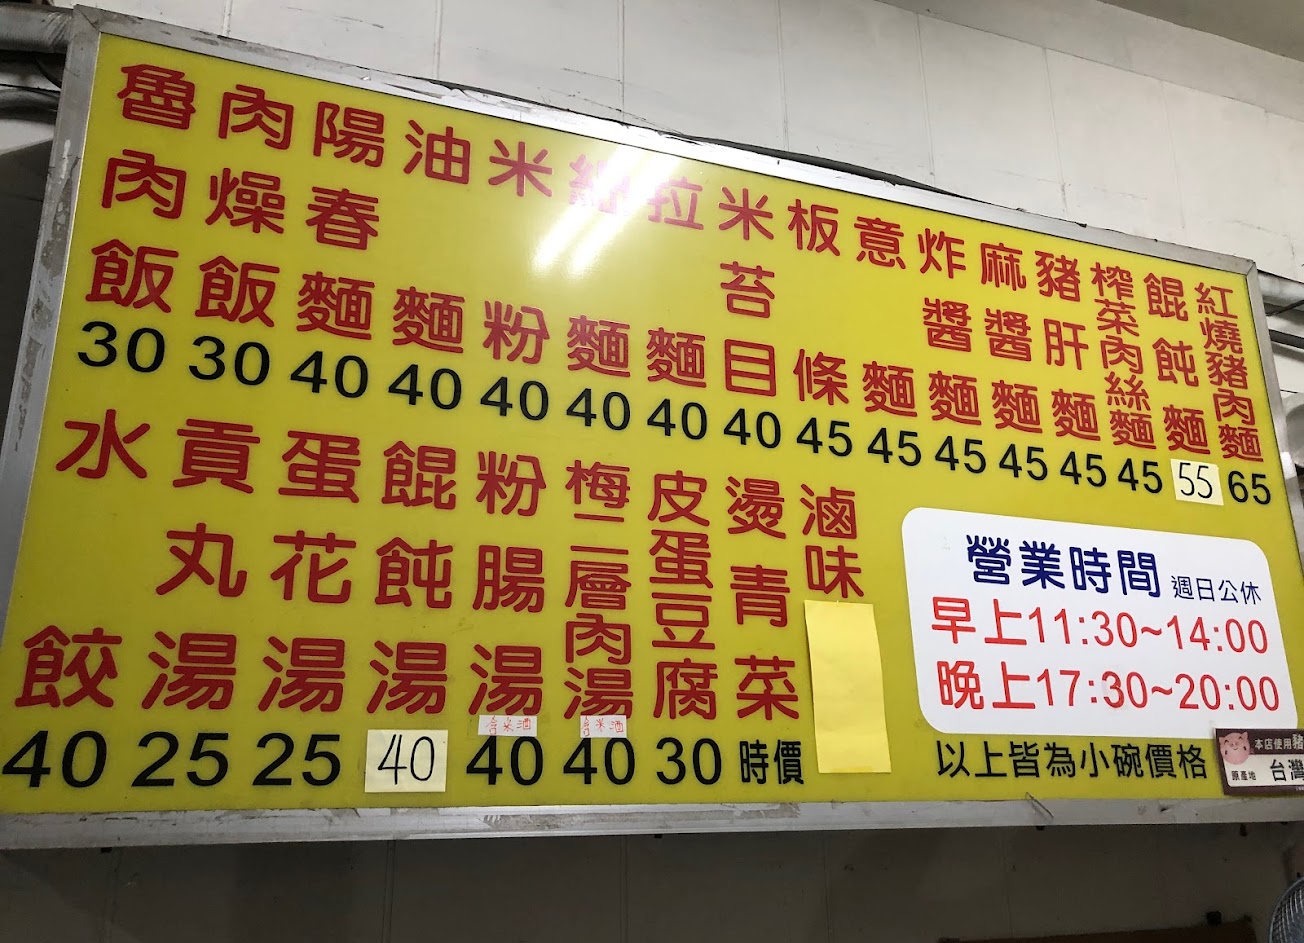 魯肉飯 30
肉燥飯 30
陽春麵 40
油麵 40
米粉 40
細麵 40
拉麵 40
米苔目 40
板條 45
意麵 45
炸醬麵 45
麻醬麵 45
豬肝麵 45
榨菜肉絲麵 45
餛飩麵 55
紅燒豬肉麵 65
水餃 40
貢丸湯 25
蛋花湯 25
餛飩湯 40
粉腸湯 含米酒 40
梅二層肉湯 含米酒 40
皮蛋豆腐 30
燙青菜 時價
滷味
營業時間 週日公休
早上11:30~14:00
晚上17:30~20:00
以上皆為小碗價格
本店使用豬
原產地 台灣